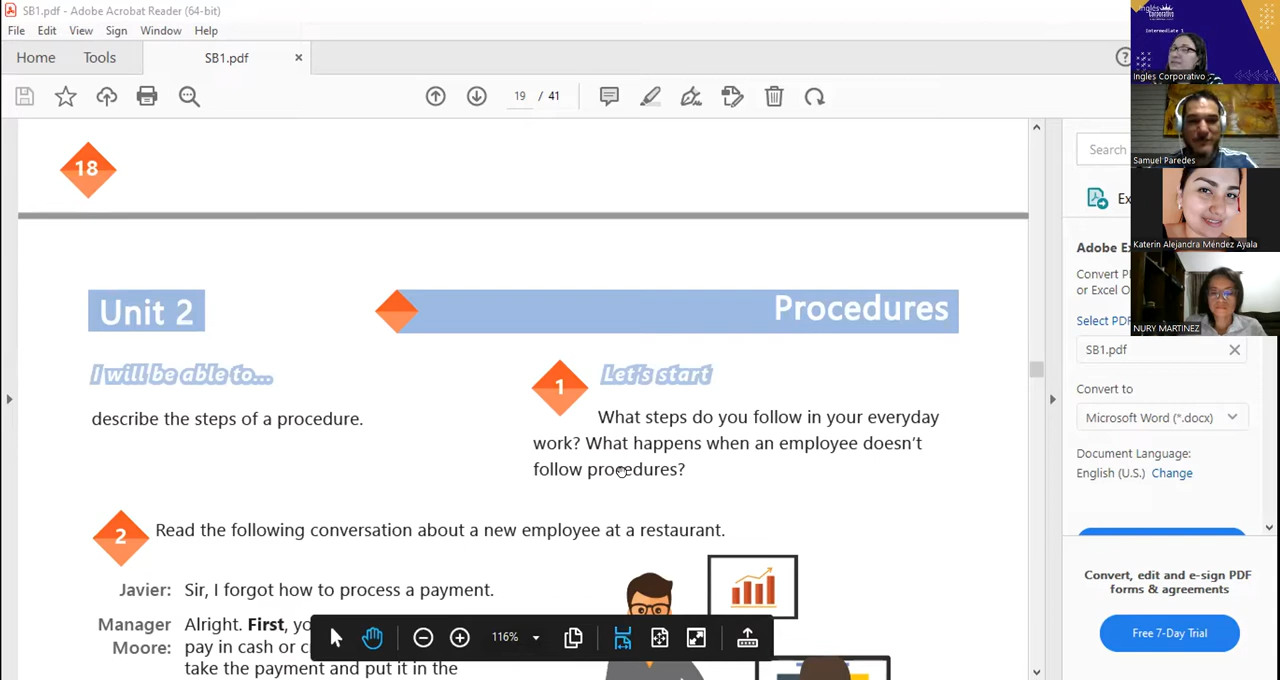 SB1.pdf - Adobe Acrobat Reader (64-bit)
File Edit View Sign Window Help
Home Tools SB1.pdf
19 / 41
18
Unit 2
Procedures
I will be able to...
describe the steps of a procedure.
1
Let's start
What steps do you follow in your everyday
work? What happens when an employee doesn't
follow procedures?
2
Read the following conversation about a new employee at a restaurant.
Javier: Sir, I forgot how to process a payment.
Manager Alright. First, yo
Moore: pay in cash or c
take the payment and put it in the
116%
Search
Ex
Adobe Ex
Convert P
or Excel O
Select PDF
SB1.pdf
Convert to
Microsoft Word (*.docx)
Document Language:
English (U.S.) Change
Convert, edit and e-sign PDF
forms & agreements
Free 7-Day Trial
Inglés
Corporativo
Intermediate 1
Ingles Corporativo
Samuel Paredes
Katerin Alejandra Méndez Ayala
NURY MARTINEZ